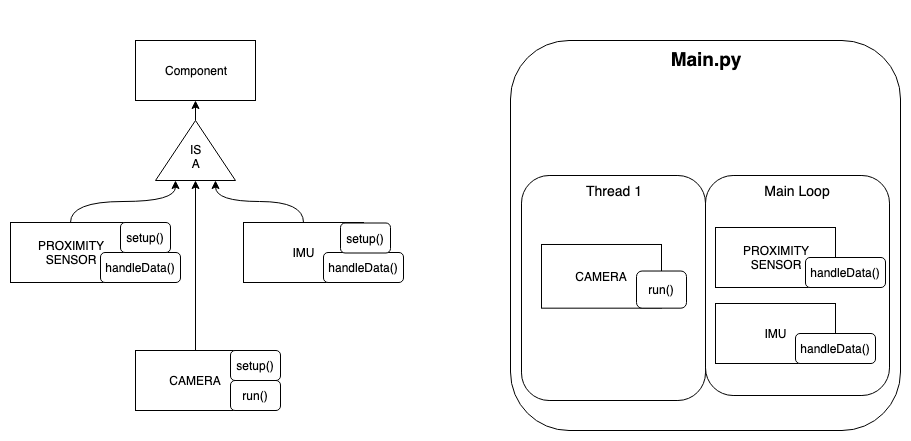 Component
IS
A
PROXIMITY
SENSOR
setup()
handleData()
IMU
setup()
handleData()
CAMERA
setup()
run()
Main.py
Thread 1
CAMERA
run()
Main Loop
PROXIMITY
SENSOR
handleData()
IMU
handleData()